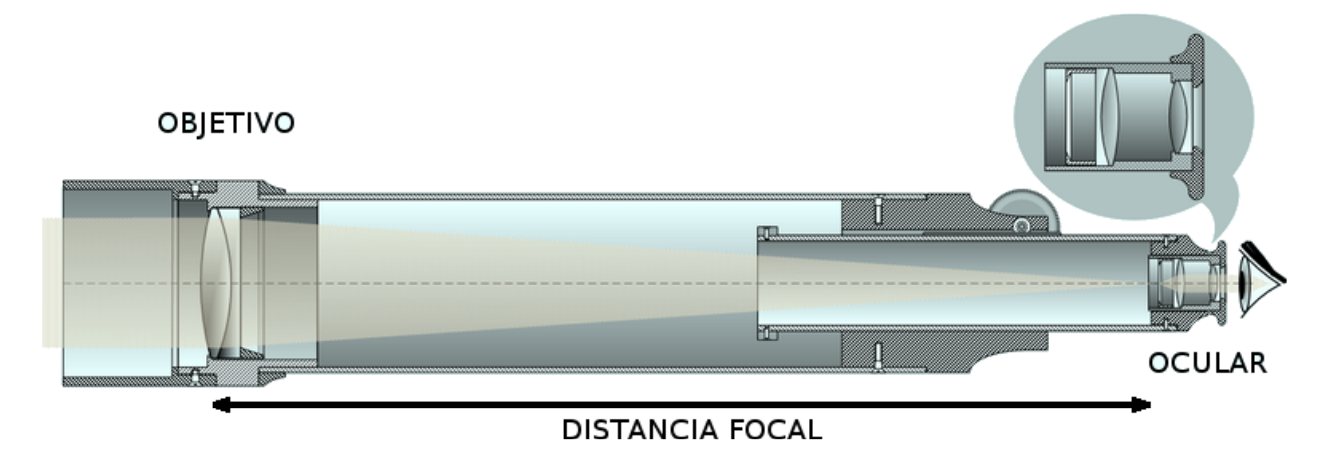 OBJETIVO
OCULAR
DISTANCIA FOCAL